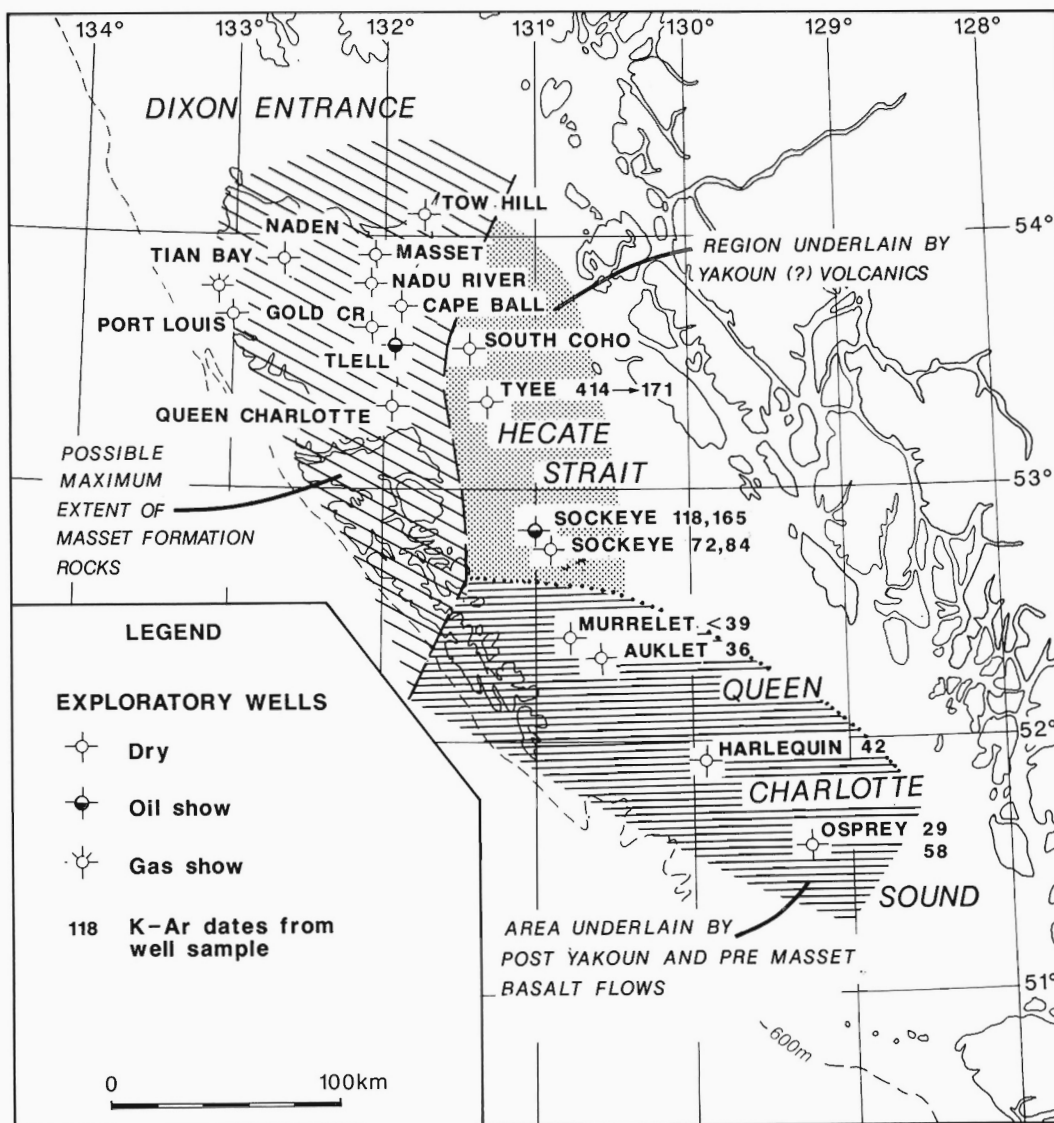 134°
133°
132°
131°
130°
129°
128°
DIXON ENTRANCE
TOW HILL
54°
NADEN
MASSET
REGION UNDERLAIN BY
YAKOUN (?) VOLCANICS
TIAN BAY
NADU RIVER
CAPE BALL
GOLD CR
PORT LOUIS
SOUTH COHO
TLELL
TYEE 414→171
QUEEN CHARLOTTE
HECATE
STRAIT
POSSIBLE
MAXIMUM
EXTENT OF
MASSET FORMATION
ROCKS
53°
SOCKEYE 118,165
SOCKEYE 72,84
MURRELET <39
AUKLET 36
QUEEN
52°
HARLEQUIN 42
CHARLOTTE
OSPREY 29
58
SOUND
AREA UNDERLAIN BY
POST YAKOUN AND PRE MASSET
BASALT FLOWS
51°
-600m
LEGEND
EXPLORATORY WELLS
Dry
Oil show
Gas show
118 K-Ar dates from
well sample
0 100km